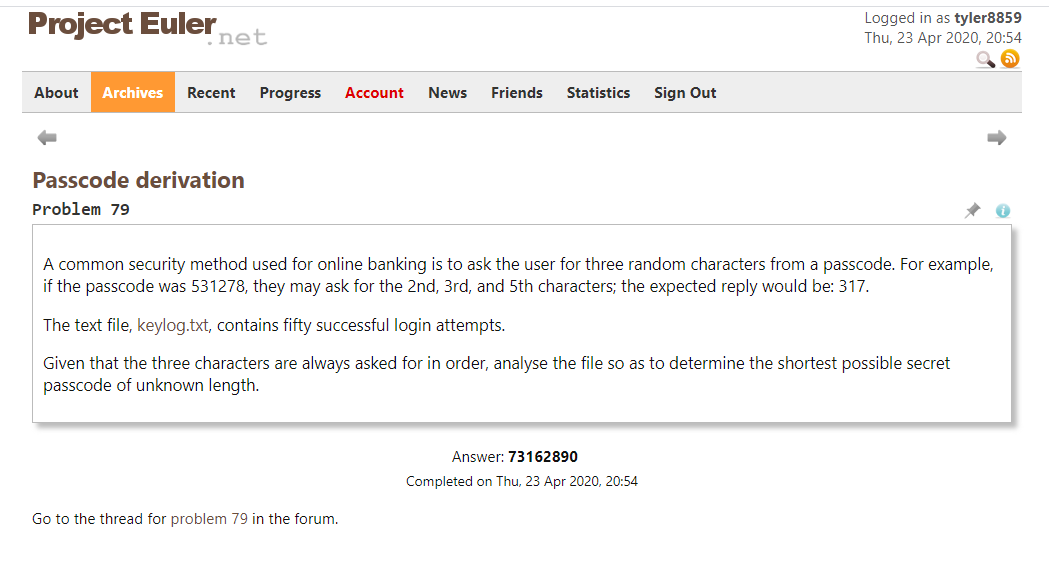 Project Euler.net
Logged in as tyler8859
Thu, 23 Apr 2020, 20:54
About Archives Recent Progress Account News Friends Statistics Sign Out
Passcode derivation
Problem 79
A common security method used for online banking is to ask the user for three random characters from a passcode. For example,
if the passcode was 531278, they may ask for the 2nd, 3rd, and 5th characters; the expected reply would be: 317.
The text file, keylog.txt, contains fifty successful login attempts.
Given that the three characters are always asked for in order, analyse the file so as to determine the shortest possible secret
passcode of unknown length.
Answer: 73162890
Completed on Thu, 23 Apr 2020, 20:54
Go to the thread for problem 79 in the forum.